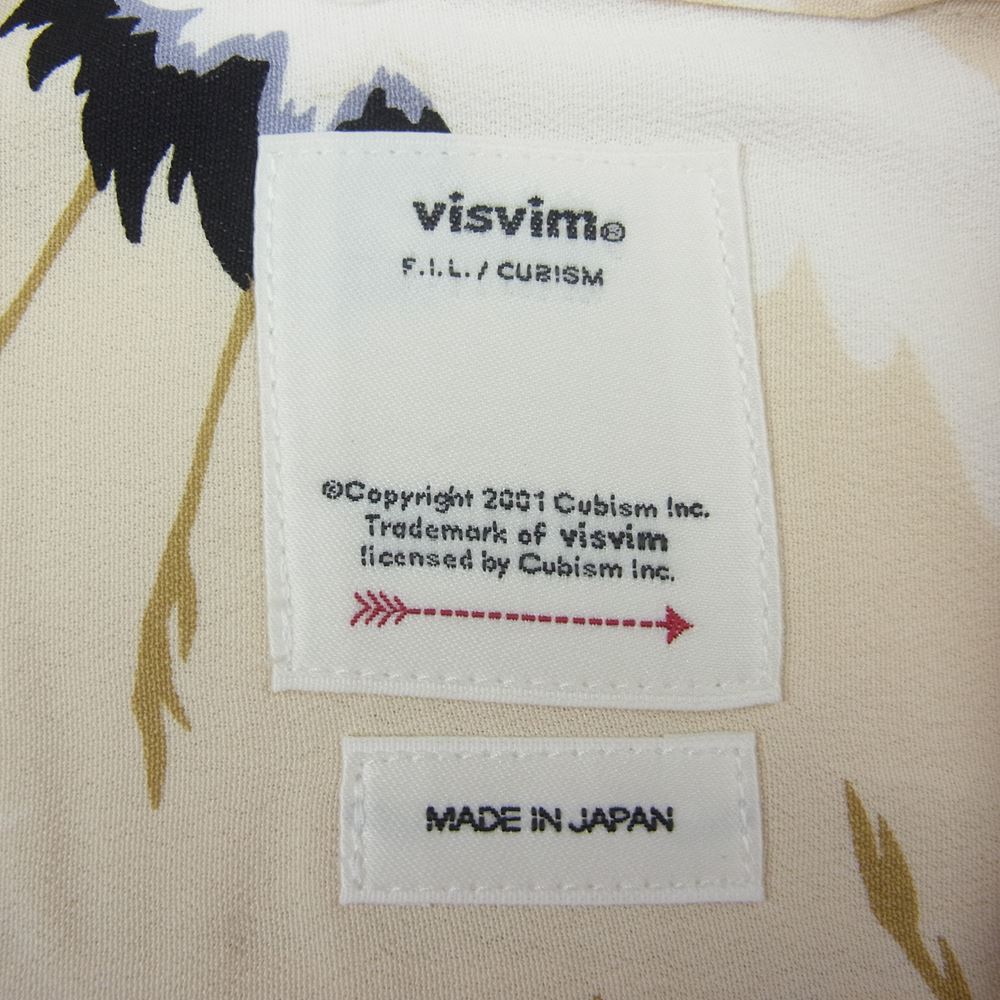 visvim®
F.I.L. / CUBISM
©Copyright 2001 Cubism Inc.
Trademark of visvim
licensed by Cubism Inc.
MADE IN JAPAN